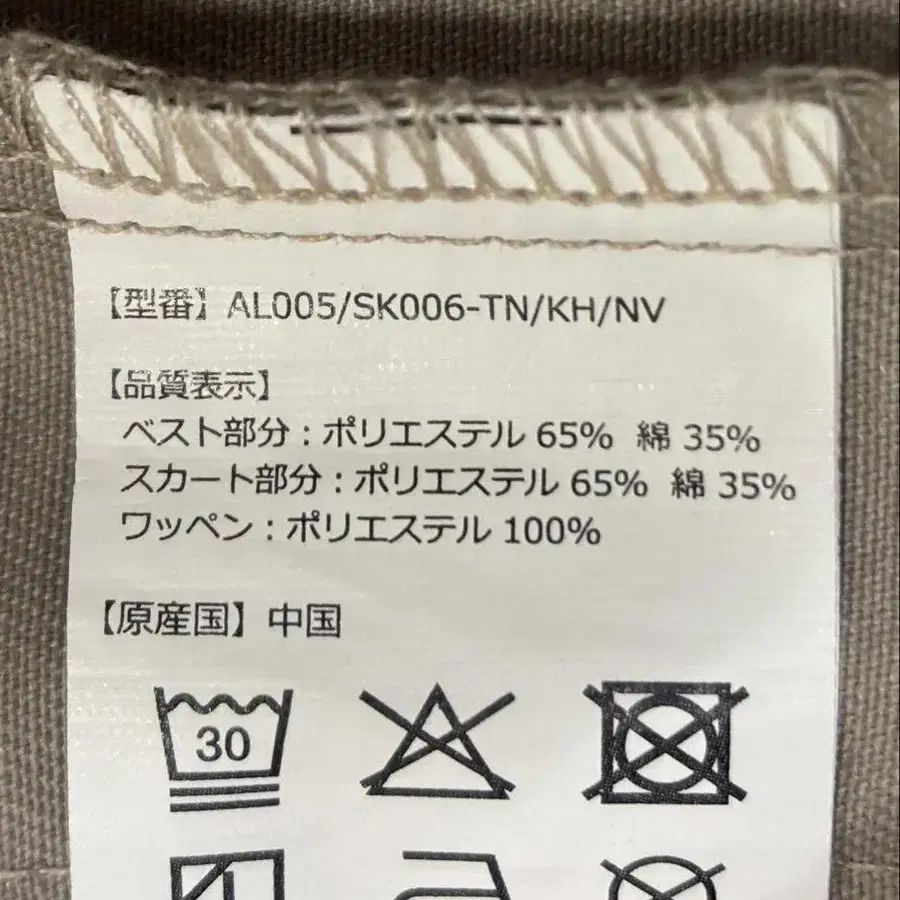 【型番】AL005/SK006-TN/KH/NV
【品質表示】
ベスト部分：ポリエステル 65% 綿 35%
スカート部分：ポリエステル 65% 綿 35%
ワッペン：ポリエステル 100%
【原産国】中国
30